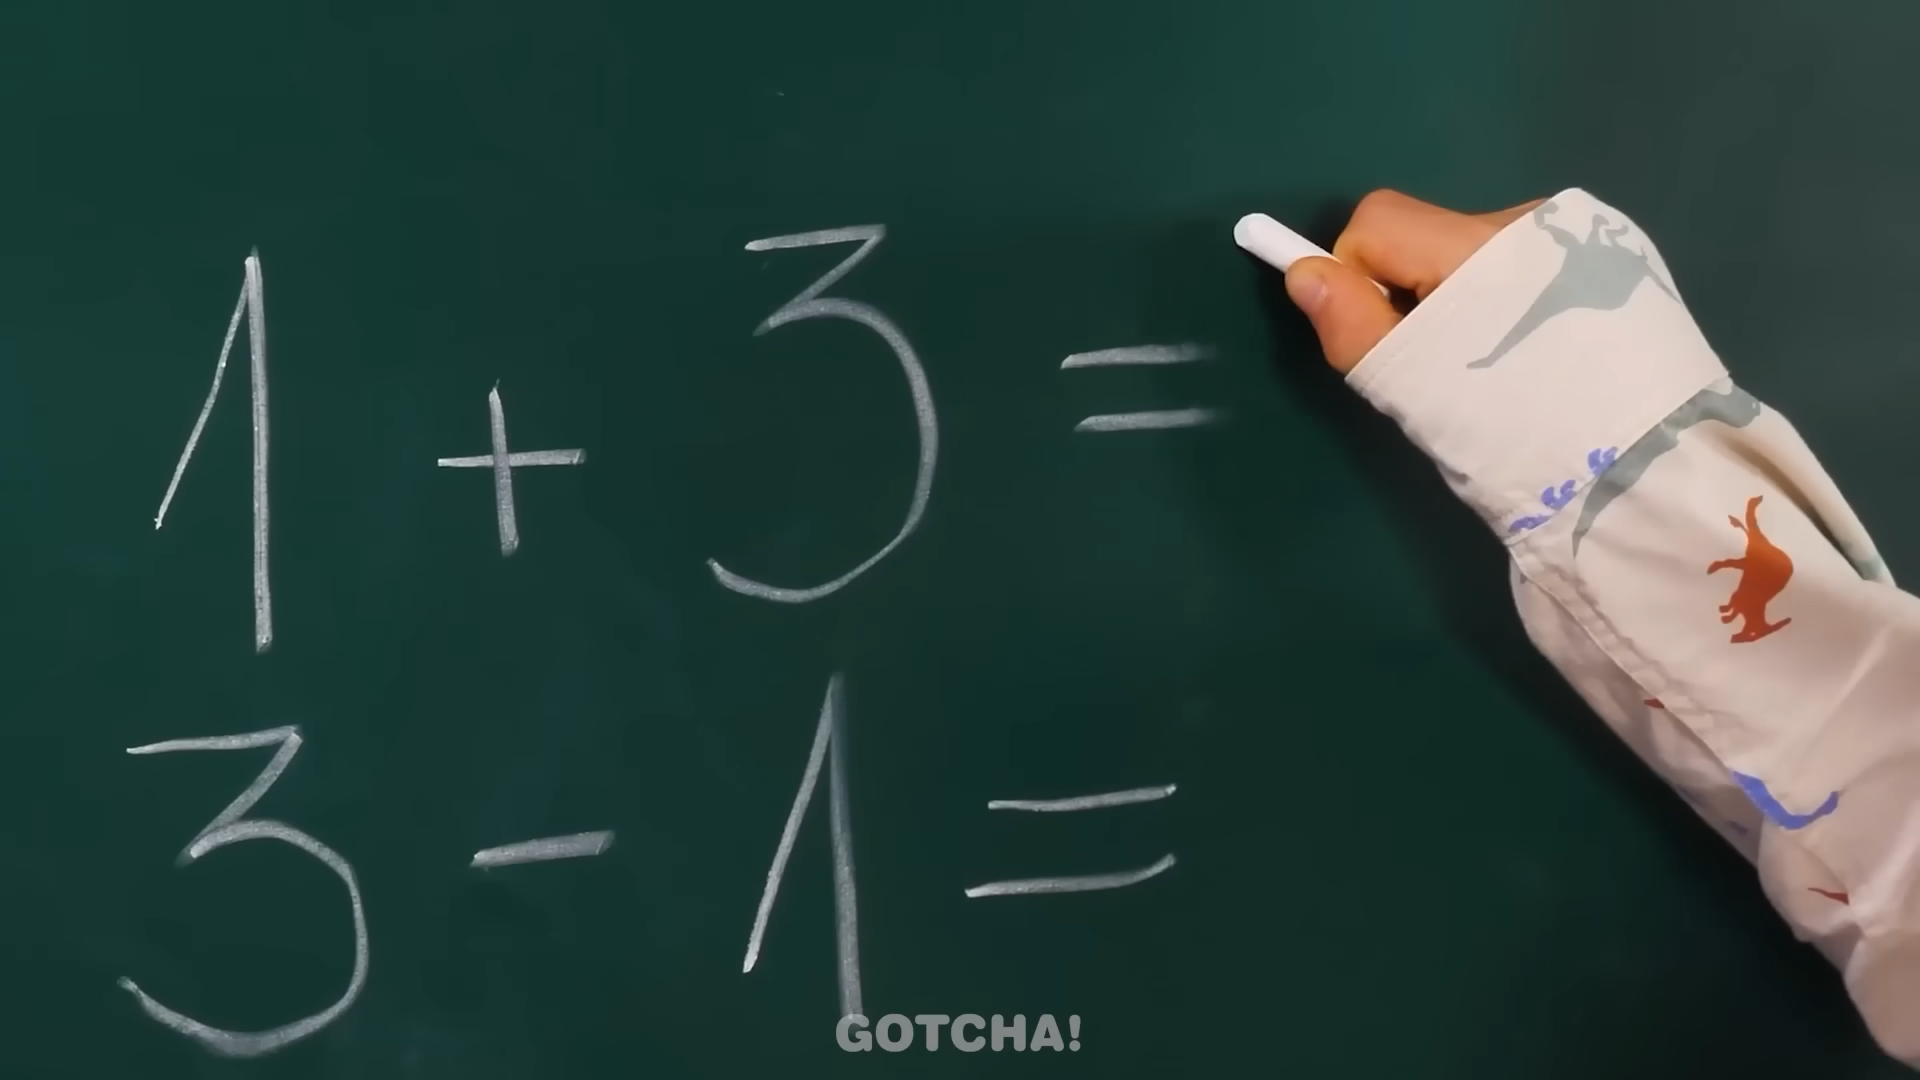 1 + 3 =
3 - 1 =
GOTCHA!